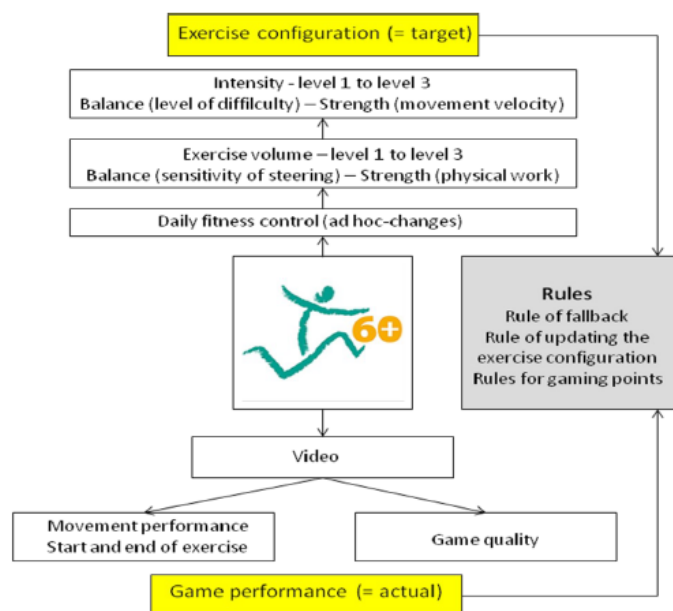 Exercise configuration (= target)
Intensity - level 1 to level 3
Balance (level of diffilculty) – Strength (movement velocity)
Exercise volume – level 1 to level 3
Balance (sensitivity of steering) – Strength (physical work)
Daily fitness control (ad hoc-changes)
6+
Rules
Rule of fallback
Rule of updating the
exercise configuration
Rules for gaming points
Video
Movement performance
Start and end of exercise
Game quality
Game performance (= actual)